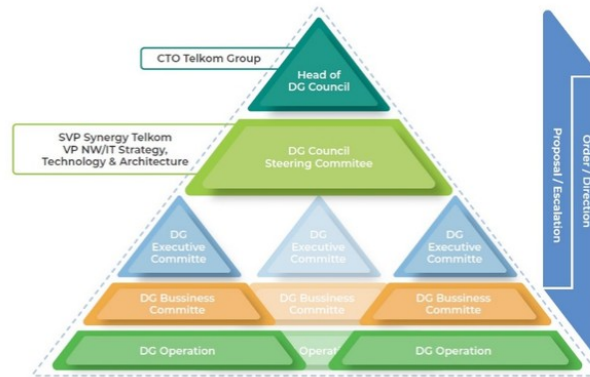 CTO Telkom Group
Head of
DG Council
SVP Synergy Telkom
VP NW/IT Strategy,
Technology & Architecture
DG Council
Steering Commitee
DG
Executive
Committe
DG
Executive
Committe
DG
Executive
Committe
DG Bussiness
Committe
DG Bussiness
Committe
DG Bussiness
Committe
DG Operation
Operat
DG Operation
Proposal / Escalation
Order / Direction